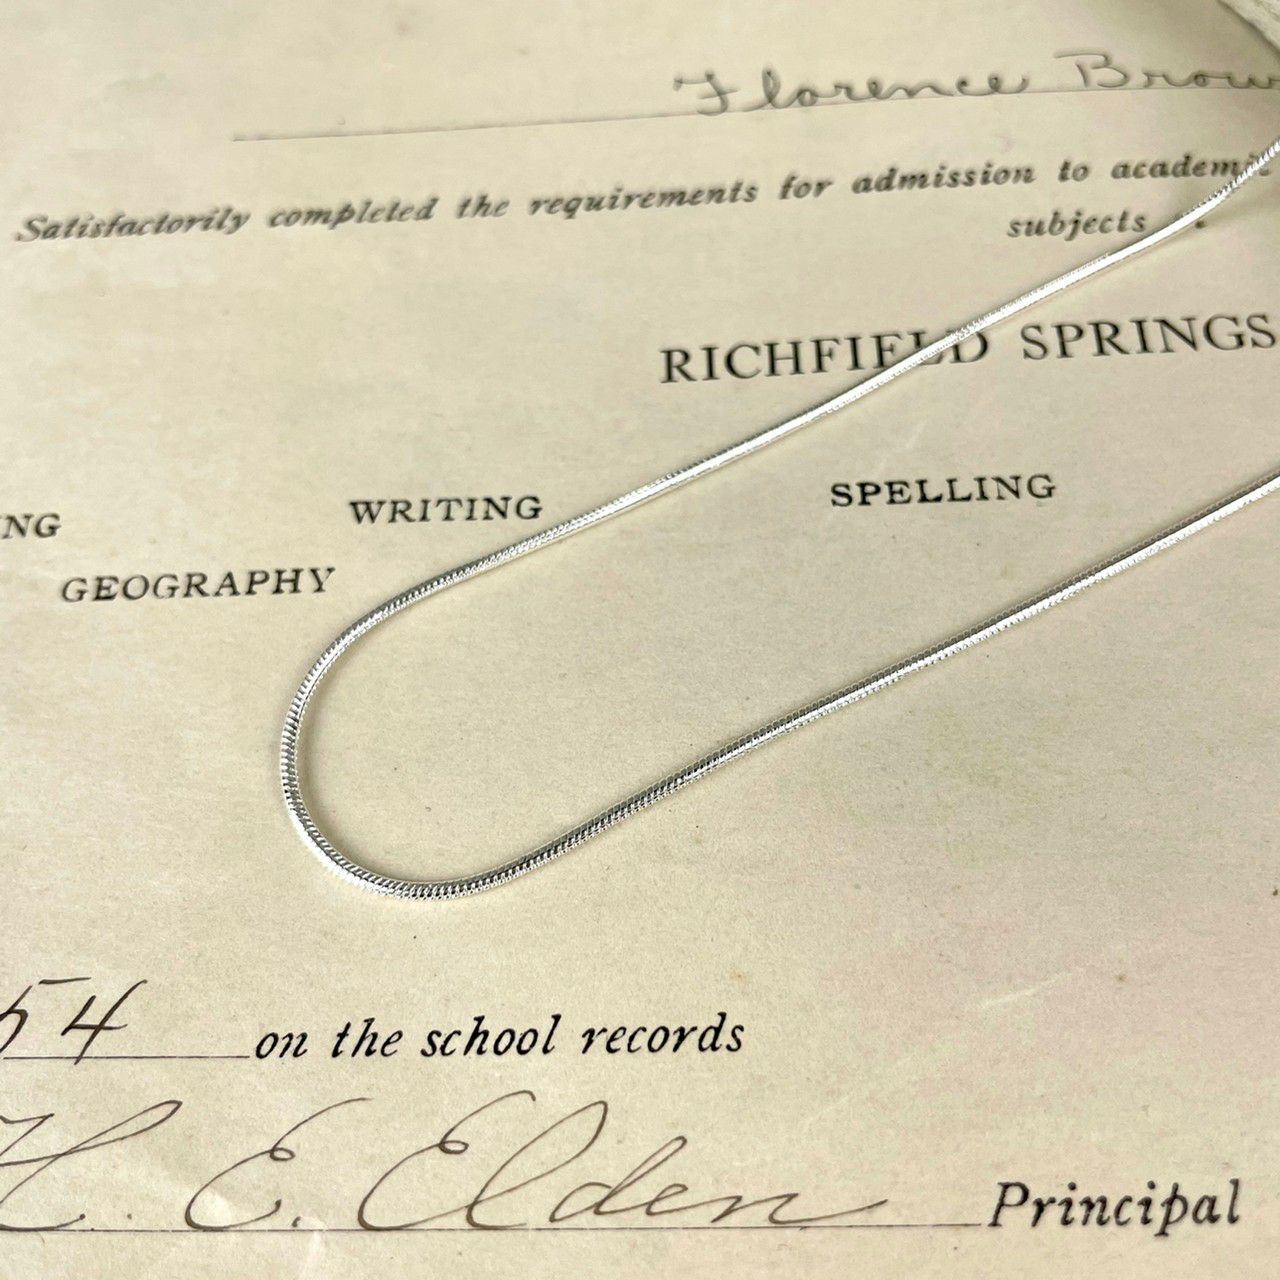 Florence Brow
Satisfactorily completed the requirements for admission to academic
subjects
RICHFIELD SPRINGS
NG WRITING SPELLING
GEOGRAPHY
54 on the school records
H. E. Elden Principal